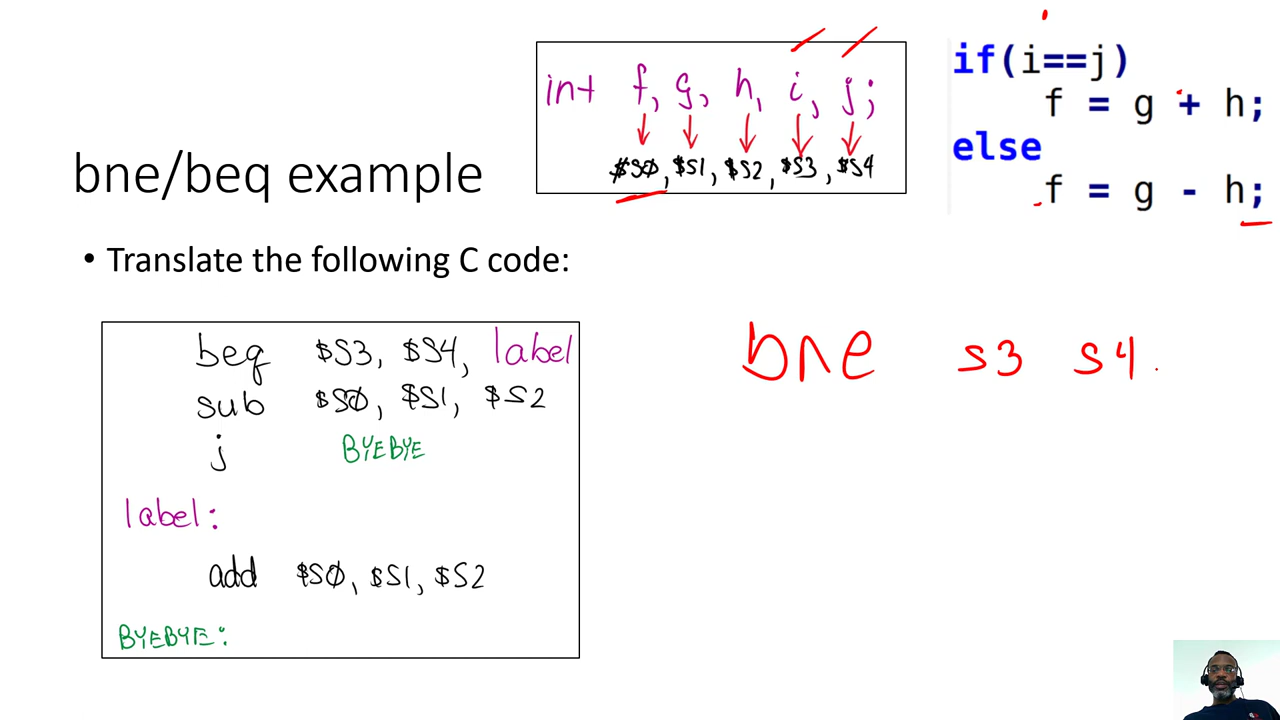 bne/beq example
int f, g, h, i, j;
$S0, $S1, $S2, $S3, $S4
if(i==j)
f = g + h;
else
f = g - h;
• Translate the following C code:
beq $S3, $S4, label
sub $S0, $S1, $S2
j BYEBYE
label:
add $S0, $S1, $S2
BYEBYE:
bne S3 S4